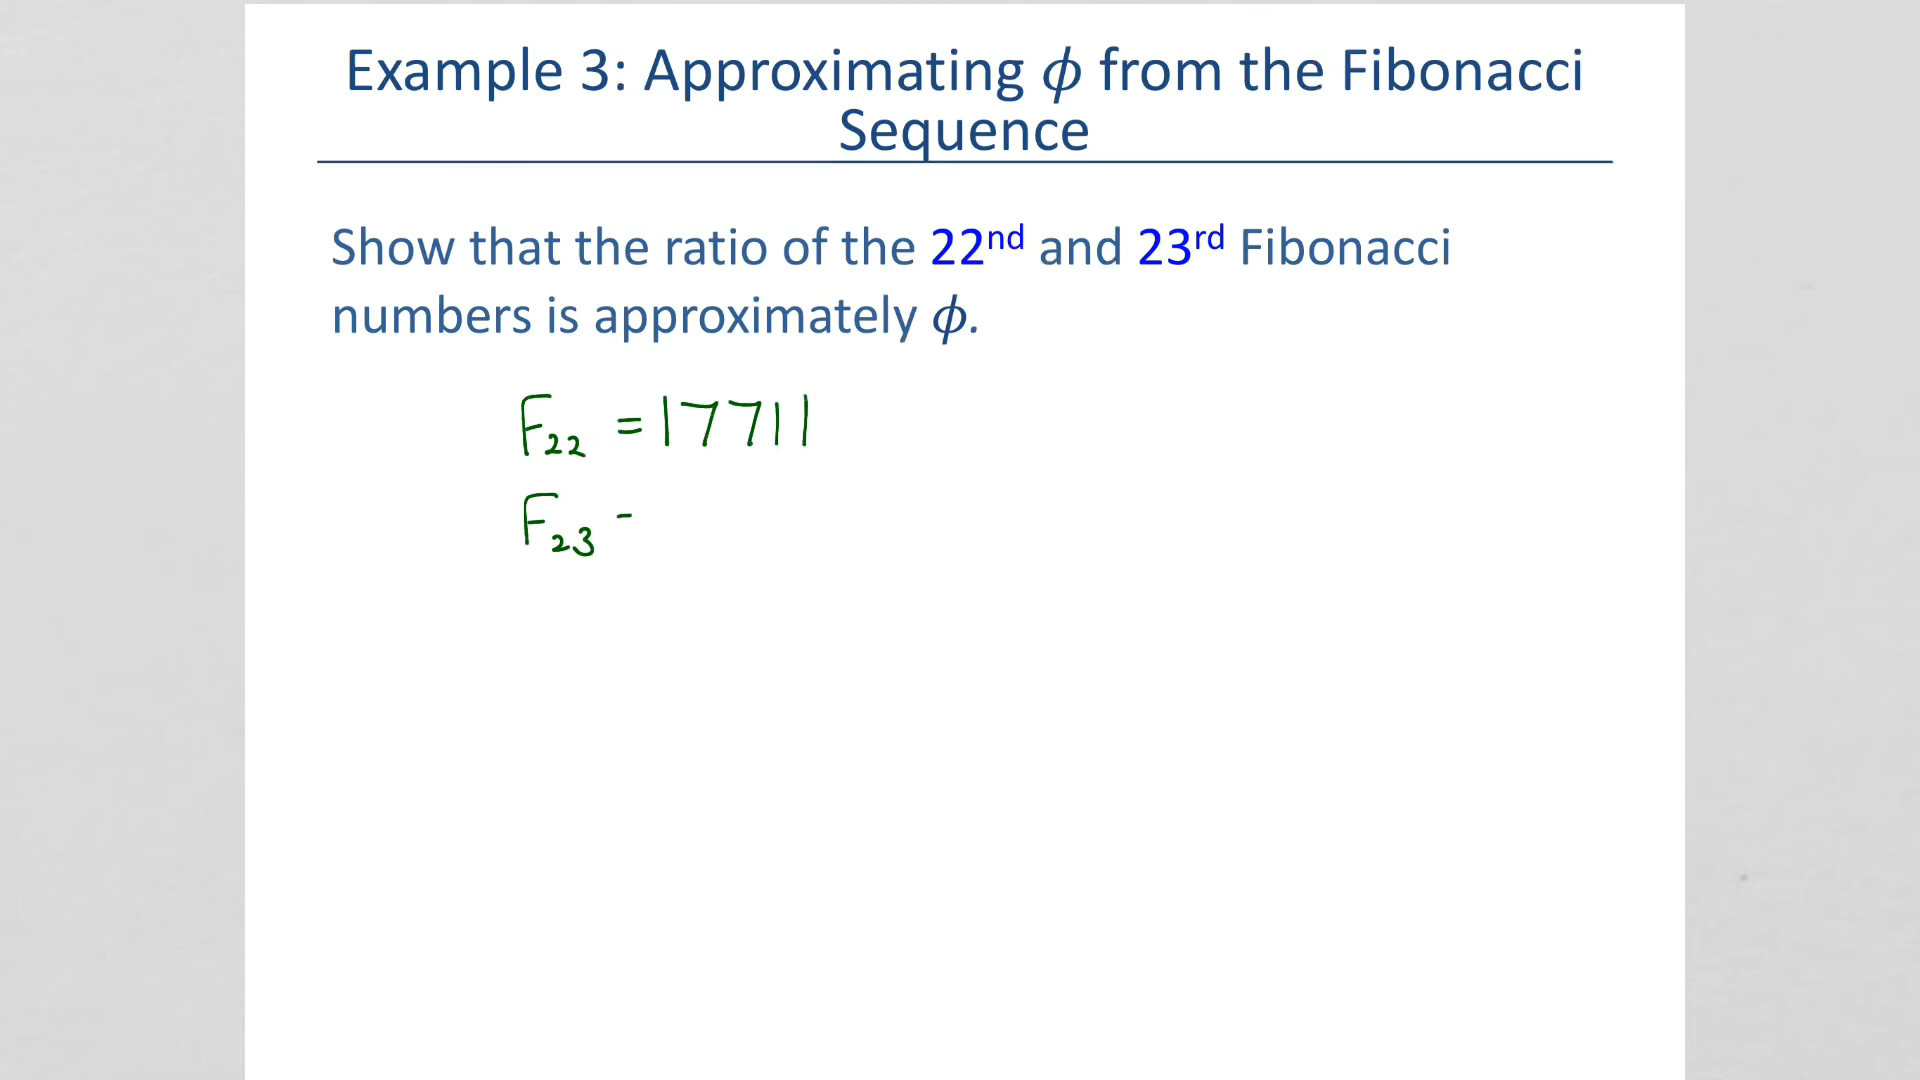 Example 3: Approximating ϕ from the Fibonacci
Sequence
Show that the ratio of the 22nd and 23rd Fibonacci
numbers is approximately ϕ.
F22 = 17711
F23 -